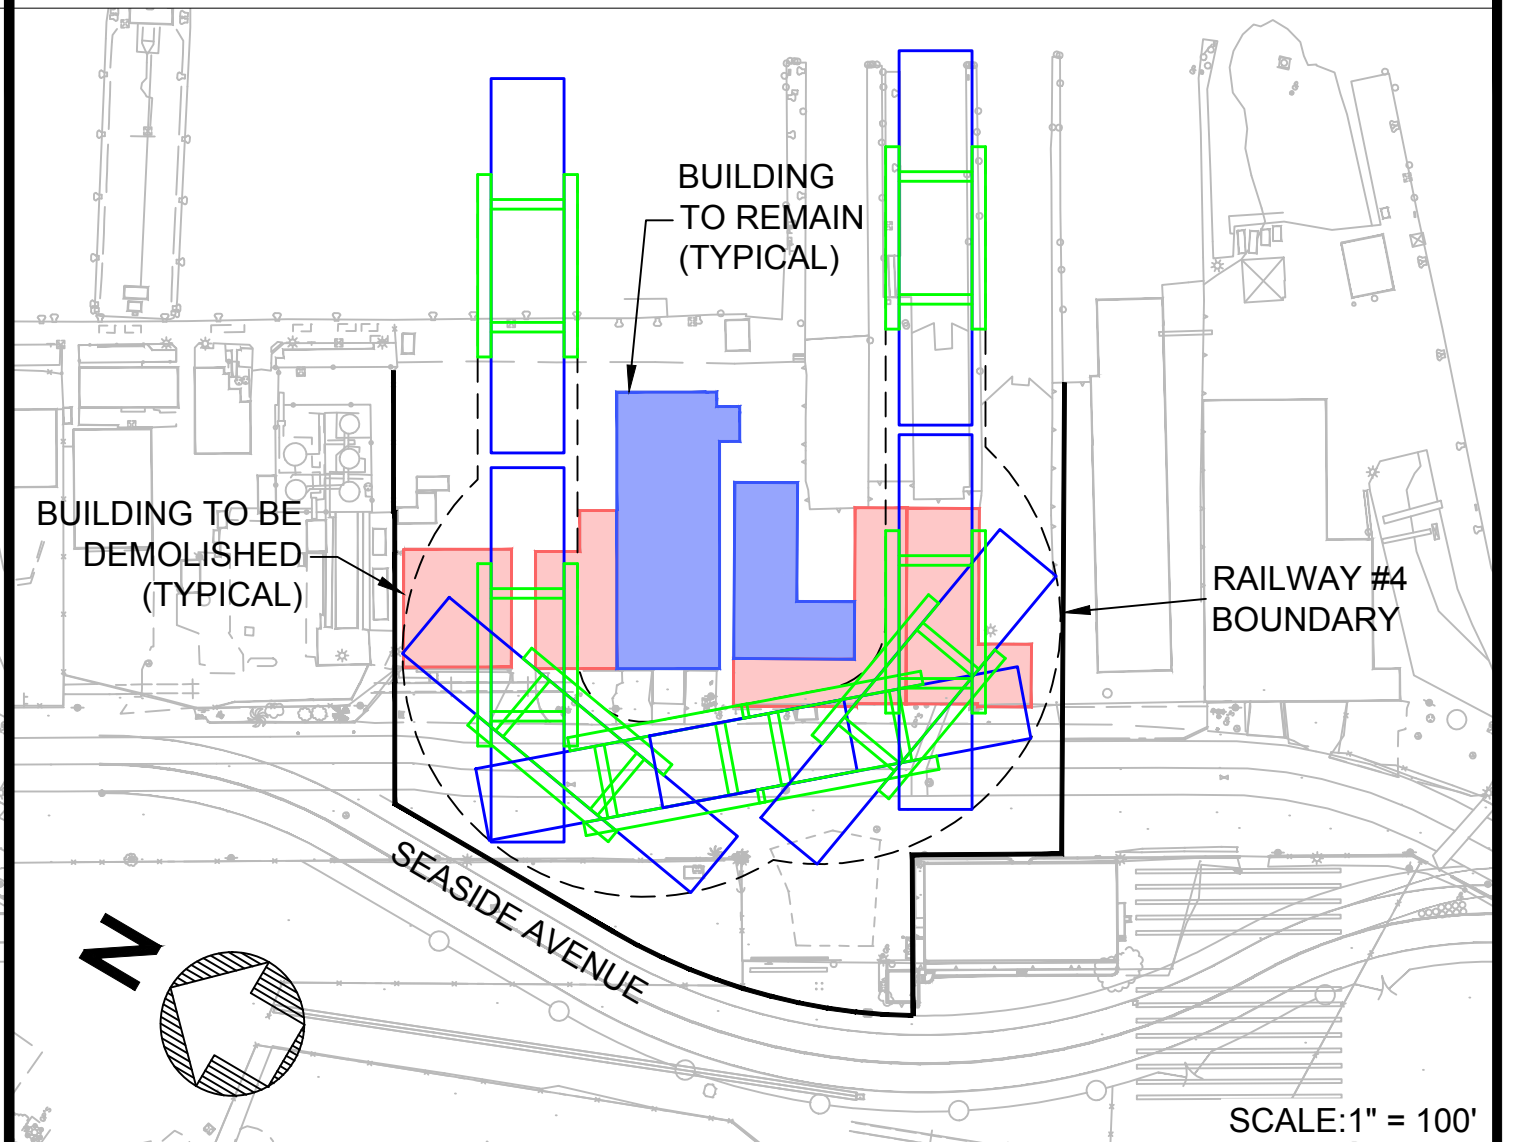 BUILDING
TO REMAIN
(TYPICAL)
BUILDING TO BE
DEMOLISHED
(TYPICAL)
RAILWAY #4
BOUNDARY
SEASIDE AVENUE
N
SCALE:1" = 100'